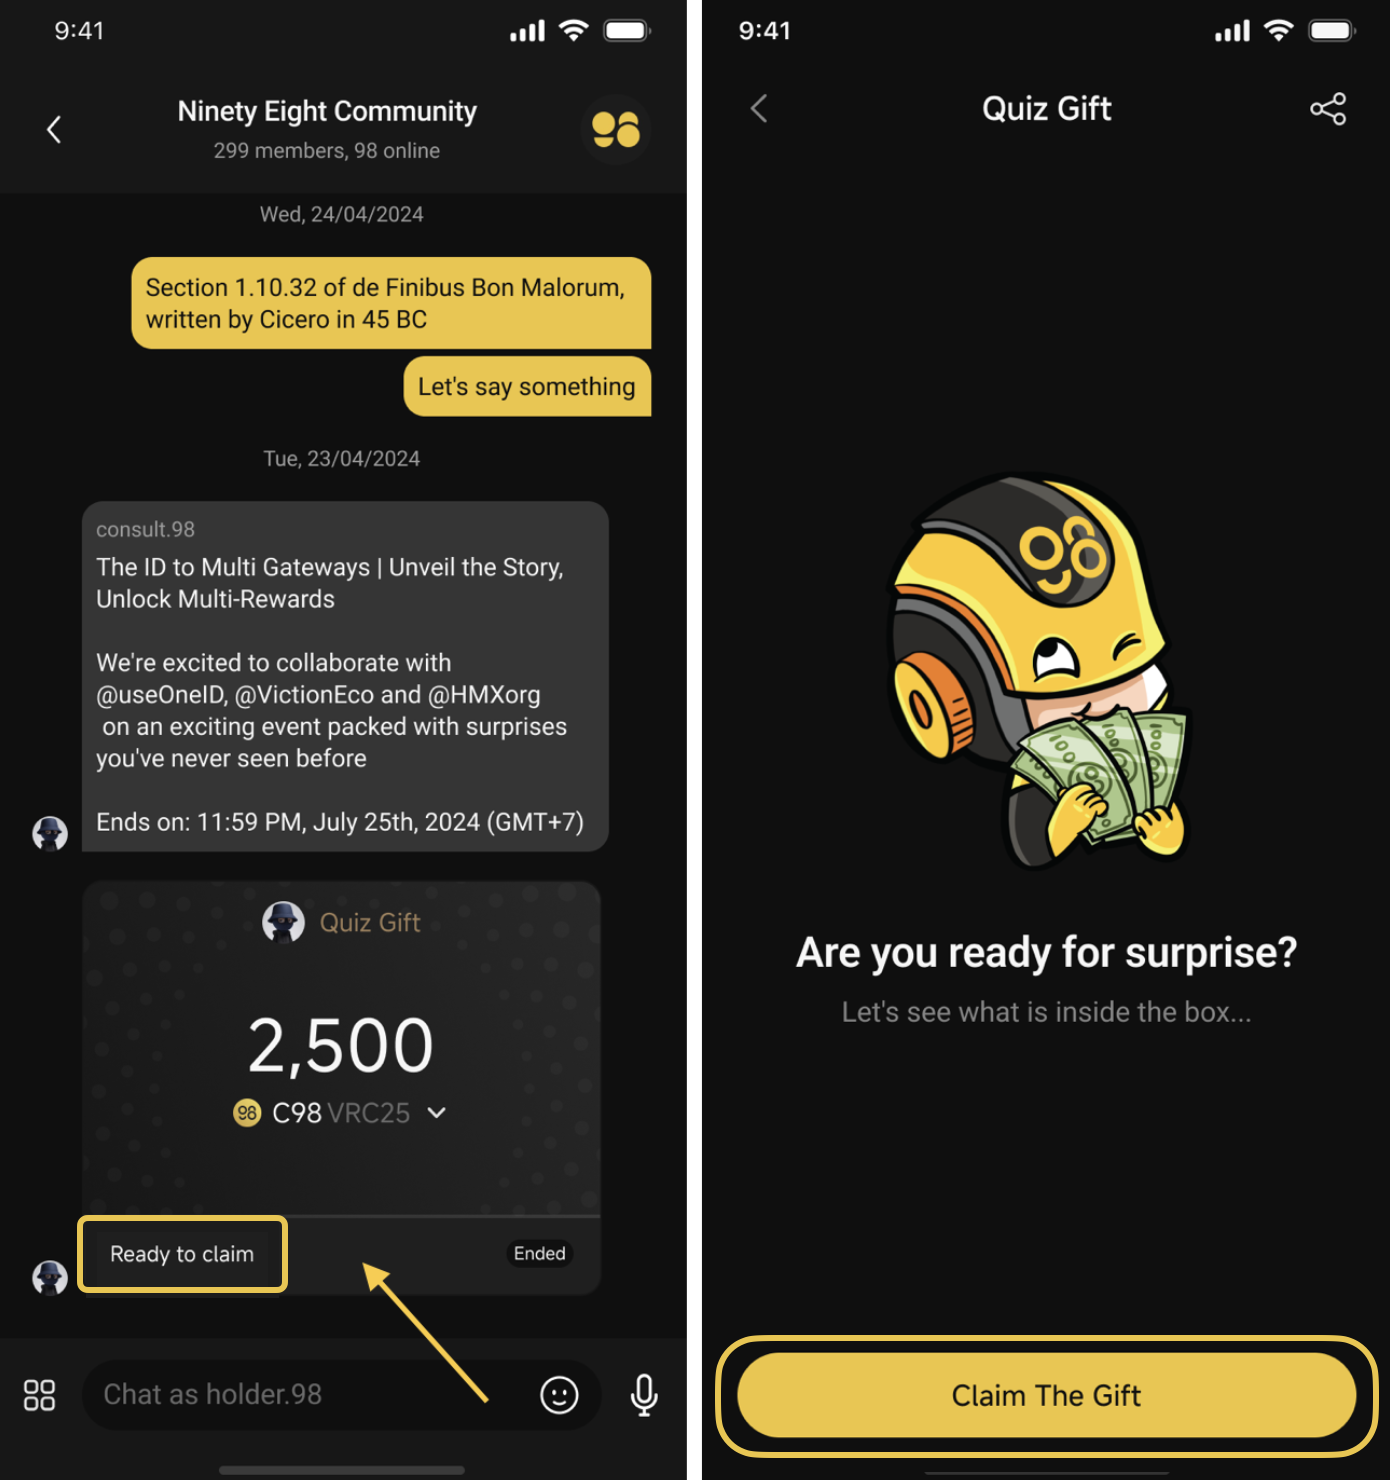 9:41
Ninety Eight Community
299 members, 98 online
Wed, 24/04/2024
Section 1.10.32 of de Finibus Bon Malorum,
written by Cicero in 45 BC
Let's say something
Tue, 23/04/2024
consult.98
The ID to Multi Gateways | Unveil the Story,
Unlock Multi-Rewards
We're excited to collaborate with
@useOneID, @VictionEco and @HMXorg
on an exciting event packed with surprises
you've never seen before
Ends on: 11:59 PM, July 25th, 2024 (GMT+7)
Quiz Gift
2,500
98 C98 VRC25
Ready to claim
Ended
Chat as holder.98
9:41
Quiz Gift
98
100 100 100
Are you ready for surprise?
Let's see what is inside the box...
Claim The Gift